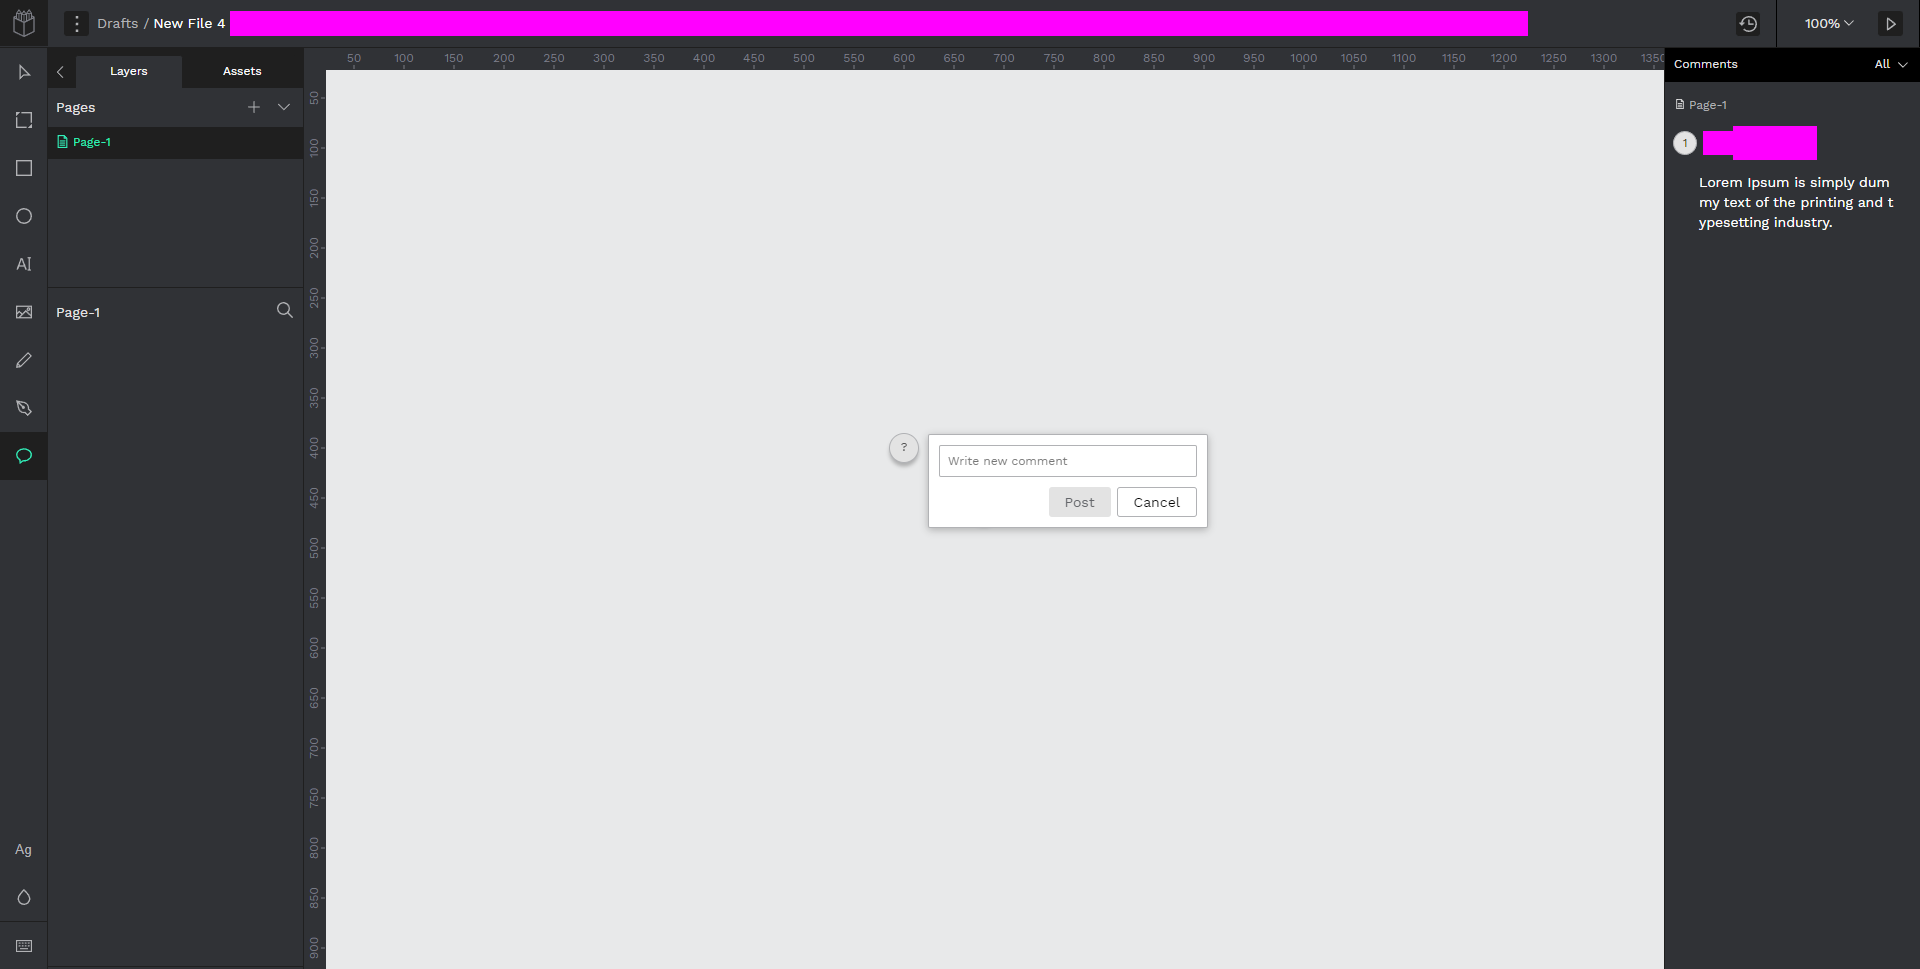 Drafts / New File 4
100%
Layers
Assets
Pages
Page-1
Page-1
50 100 150 200 250 300 350 400 450 500 550 600 650 700 750 800 850 900 950 1000 1050 1100 1150 1200 1250 1300 1350
50
100
150
200
250
300
350
400
450
500
550
600
650
700
750
800
850
900
AI
Ag
?
Write new comment
Post
Cancel
Comments
All
Page-1
1
Lorem Ipsum is simply dum
my text of the printing and t
ypesetting industry.